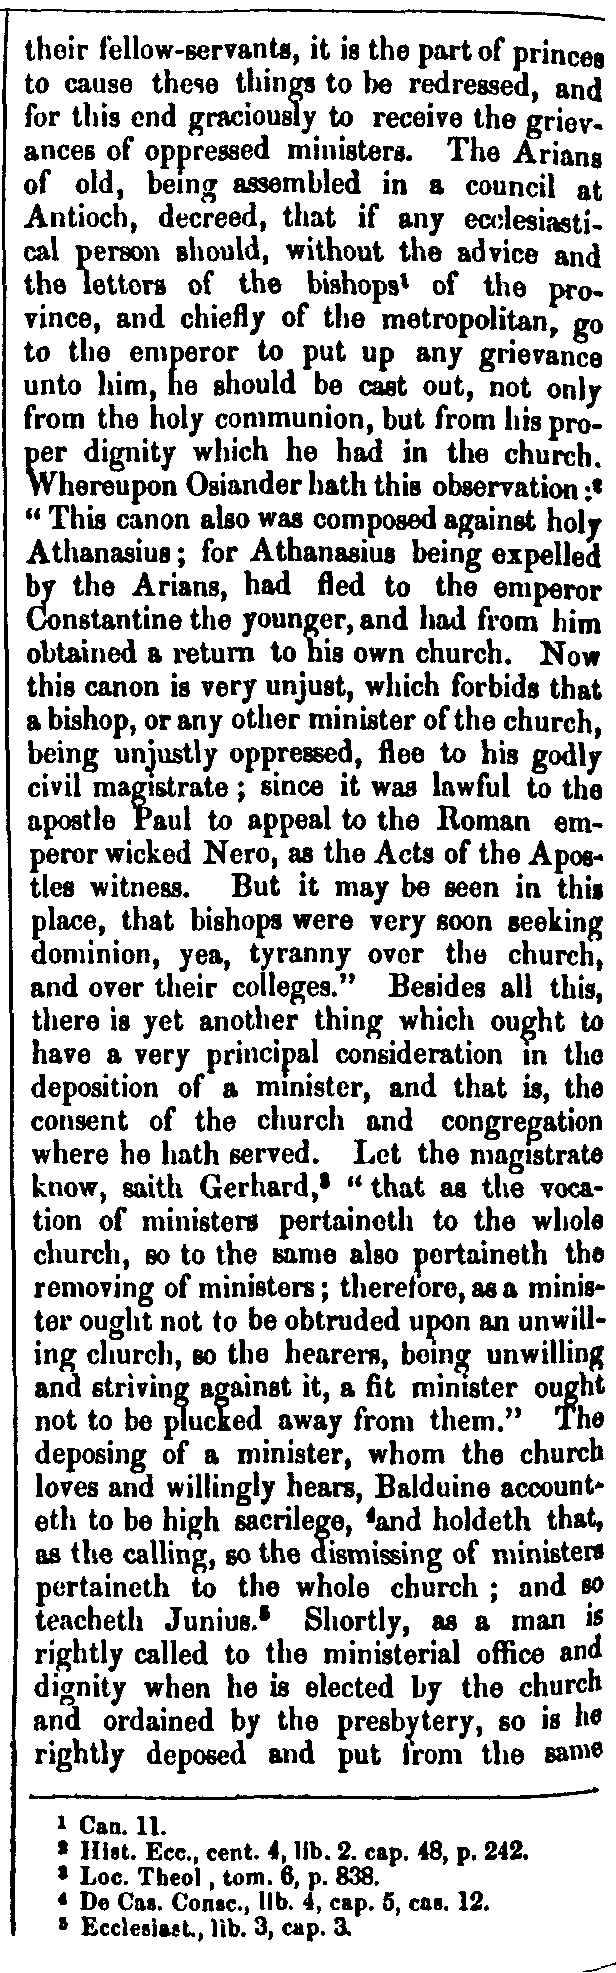 their fellow-servants, it is the part of princes
to cause these things to be redressed, and
for this end graciously to receive the griev-
ances of oppressed ministers. The Arians
of old, being assembled in a council at
Antioch, decreed, that if any ecclesiasti-
cal person should, without the advice and
the letters of the bishops¹ of the pro-
vince, and chiefly of the metropolitan, go
to the emperor to put up any grievance
unto him, he should be cast out, not only
from the holy communion, but from his pro-
per dignity which he had in the church.
Whereupon Osiander hath this observation:²
“ This canon also was composed against holy
Athanasius; for Athanasius being expelled
by the Arians, had fled to the emperor
Constantine the younger, and had from him
obtained a return to his own church. Now
this canon is very unjust, which forbids that
a bishop, or any other minister of the church,
being unjustly oppressed, flee to his godly
civil magistrate; since it was lawful to the
apostle Paul to appeal to the Roman em-
peror wicked Nero, as the Acts of the Apos-
tles witness. But it may be seen in this
place, that bishops were very soon seeking
dominion, yea, tyranny over the church,
and over their colleges.” Besides all this,
there is yet another thing which ought to
have a very principal consideration in the
deposition of a minister, and that is, the
consent of the church and congregation
where he hath served. Let the magistrate
know, saith Gerhard,³ “ that as the voca-
tion of ministers pertaineth to the whole
church, so to the same also pertaineth the
removing of ministers; therefore, as a minis-
ter ought not to be obtruded upon an unwill-
ing church, so the hearers, being unwilling
and striving against it, a fit minister ought
not to be plucked away from them.” The
deposing of a minister, whom the church
loves and willingly hears, Balduine account-
eth to be high sacrilege, ⁴and holdeth that,
as the calling, so the dismissing of ministers
pertaineth to the whole church; and so
teacheth Junius.⁵ Shortly, as a man is
rightly called to the ministerial office and
dignity when he is elected by the church
and ordained by the presbytery, so is he
rightly deposed and put from the same
¹ Can. 11.
² Hist. Ecc., cent. 4, lib. 2. cap. 48, p. 242.
³ Loc. Theol , tom. 6, p. 838.
⁴ De Cas. Consc., lib. 4, cap. 5, cas. 12.
⁵ Ecclesiast., lib. 3, cap. 3.